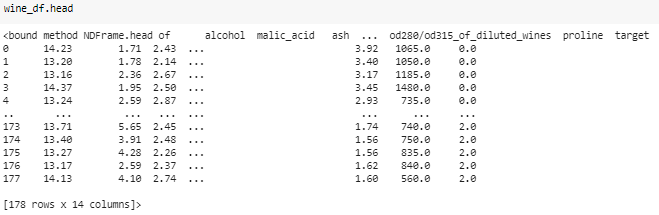 wine_df.head
<bound method NDFrame.head of      alcohol  malic_acid   ash  ...  od280/od315_of_diluted_wines  proline  target
0      14.23        1.71  2.43  ...                          3.92   1065.0     0.0
1      13.20        1.78  2.14  ...                          3.40   1050.0     0.0
2      13.16        2.36  2.67  ...                          3.17   1185.0     0.0
3      14.37        1.95  2.50  ...                          3.45   1480.0     0.0
4      13.24        2.59  2.87  ...                          2.93    735.0     0.0
..       ...         ...   ...  ...                           ...      ...     ...
173    13.71        5.65  2.45  ...                          1.74    740.0     2.0
174    13.40        3.91  2.48  ...                          1.56    750.0     2.0
175    13.27        4.28  2.26  ...                          1.56    835.0     2.0
176    13.17        2.59  2.37  ...                          1.62    840.0     2.0
177    14.13        4.10  2.74  ...                          1.60    560.0     2.0
[178 rows x 14 columns]>